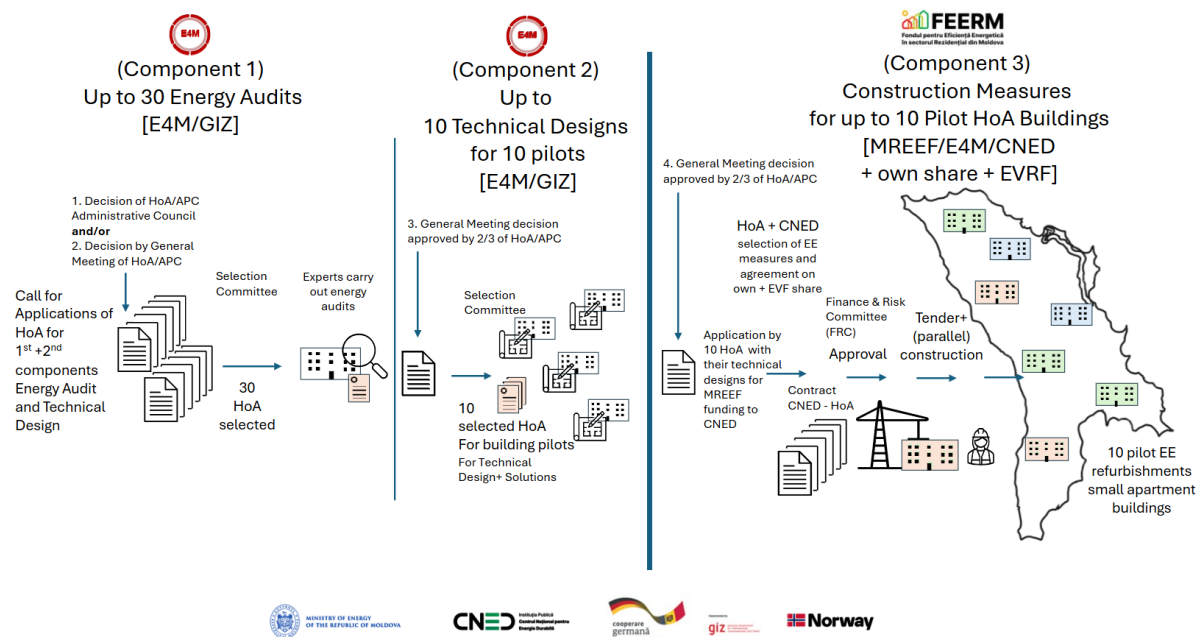 E4M
(Component 1)
Up to 30 Energy Audits
[E4M/GIZ]
1. Decision of HoA/APC
Administrative Council
and/or
2. Decision by General
Meeting of HoA/APC
Call for
Applications of
HoA for
1st +2nd
components
Energy Audit
and Technical
Design
Selection
Committee
30
HoA
selected
Experts carry
out energy
audits
E4M
(Component 2)
Up to
10 Technical Designs
for 10 pilots
[E4M/GIZ]
3. General Meeting decision
approved by 2/3 of HoA/APC
Selection
Committee
10
selected HoA
For building pilots
For Technical
Design+ Solutions
FEERM
Fondul pentru Eficiență Energetică
în sectorul Rezidențial din Moldova
(Component 3)
Construction Measures
for up to 10 Pilot HoA Buildings
[MREEF/E4M/CNED
+ own share + EVRF]
4. General Meeting decision
approved by 2/3 of HoA/APC
HoA + CNED
selection of EE
measures and
agreement on
own + EVF share
Application by
10 HoA with
their technical
designs for
MREEF
funding to
CNED
Finance & Risk
Committee
(FRC)
Approval
Contract
CNED - HoA
Tender+
(parallel)
construction
10 pilot EE
refurbishments
small apartment
buildings
MINISTRY OF ENERGY
OF THE REPUBLIC OF MOLDOVA
CNED
Instituția Publică
Centrul Național pentru
Energie Durabilă
cooperare
germană
giz
Norway